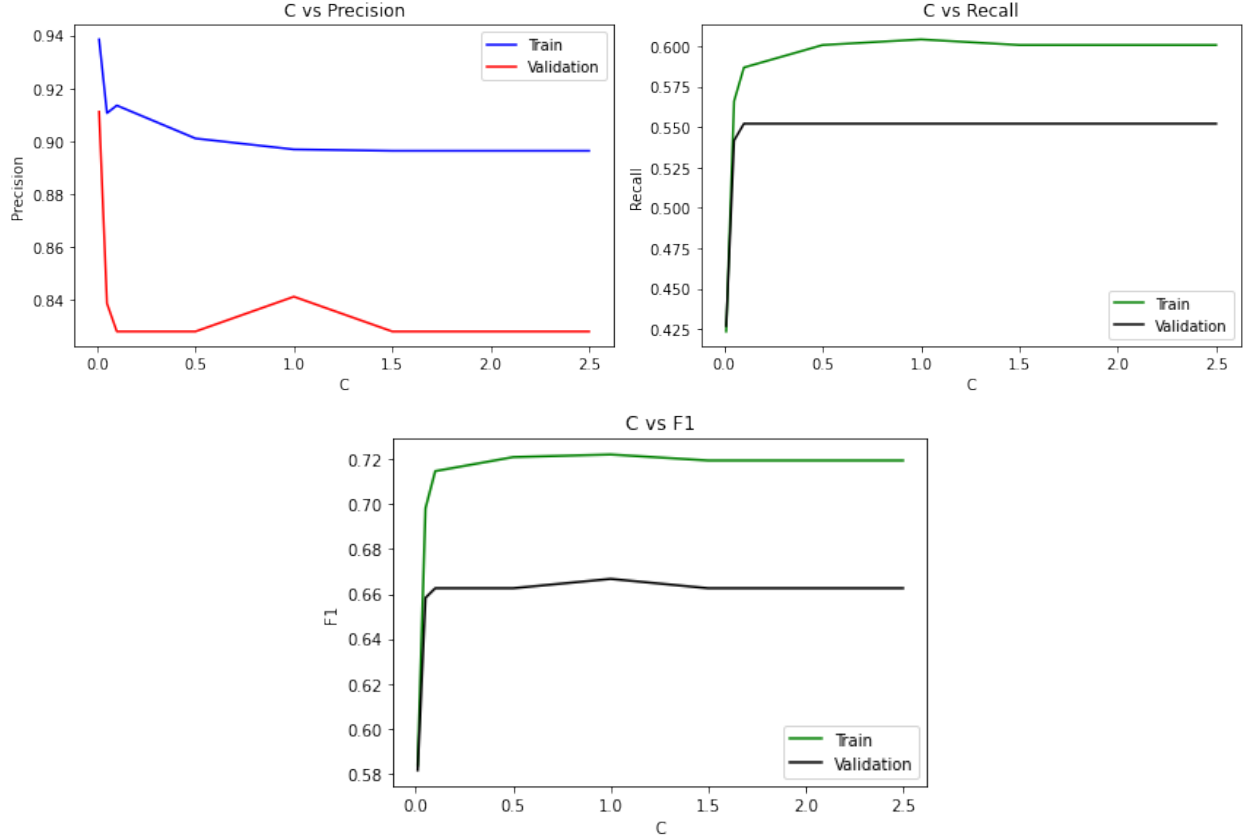 C vs Precision
0.94
0.92
0.90
0.88
0.86
0.84
Precision
Train
Validation
0.0 0.5 1.0 1.5 2.0 2.5
C
C vs Recall
0.600
0.575
0.550
0.525
0.500
0.475
0.450
0.425
Recall
Train
Validation
0.0 0.5 1.0 1.5 2.0 2.5
C
C vs F1
0.72
0.70
0.68
0.66
0.64
0.62
0.60
0.58
F1
Train
Validation
0.0 0.5 1.0 1.5 2.0 2.5
C